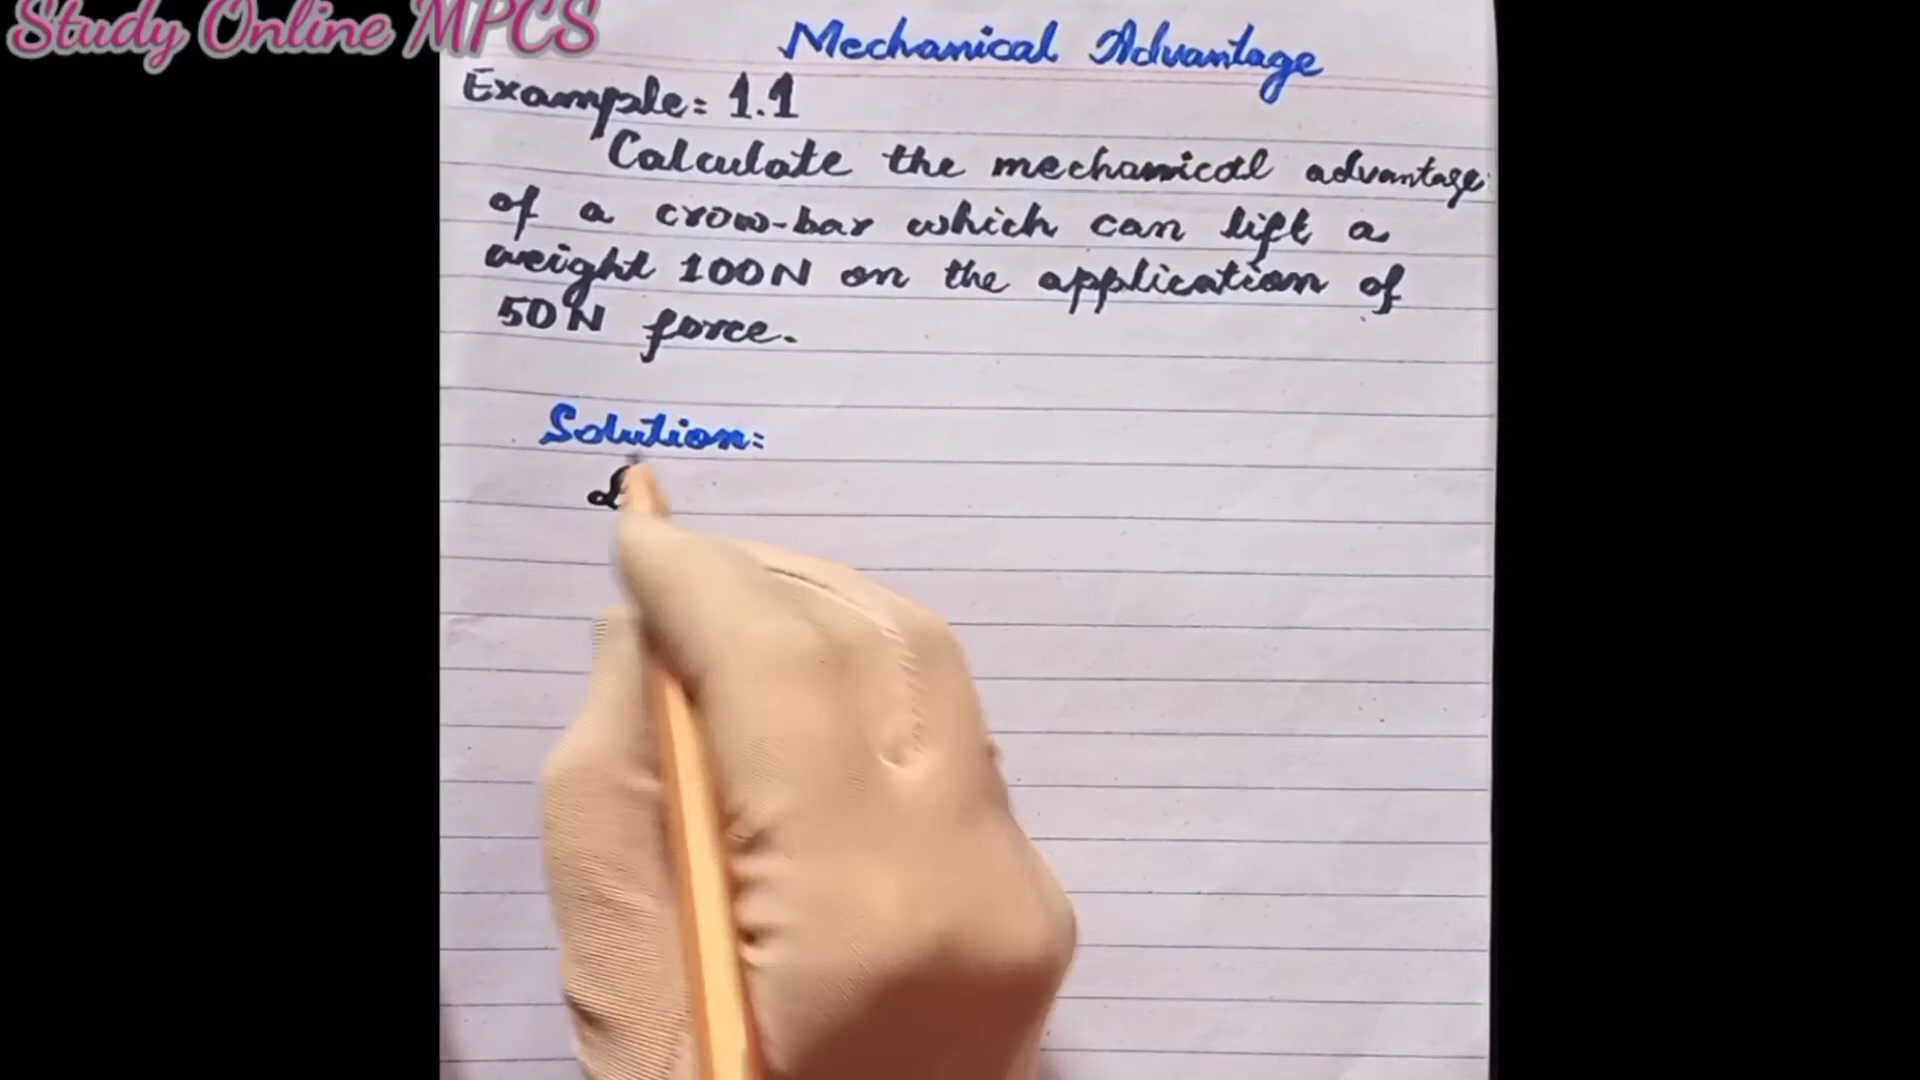 Study Online MPCS
Mechanical Advantage
Example: 1.1
Calculate the mechanical advantage
of a crow-bar which can lift a
weight 100N on the application of
50N force.
Solution: